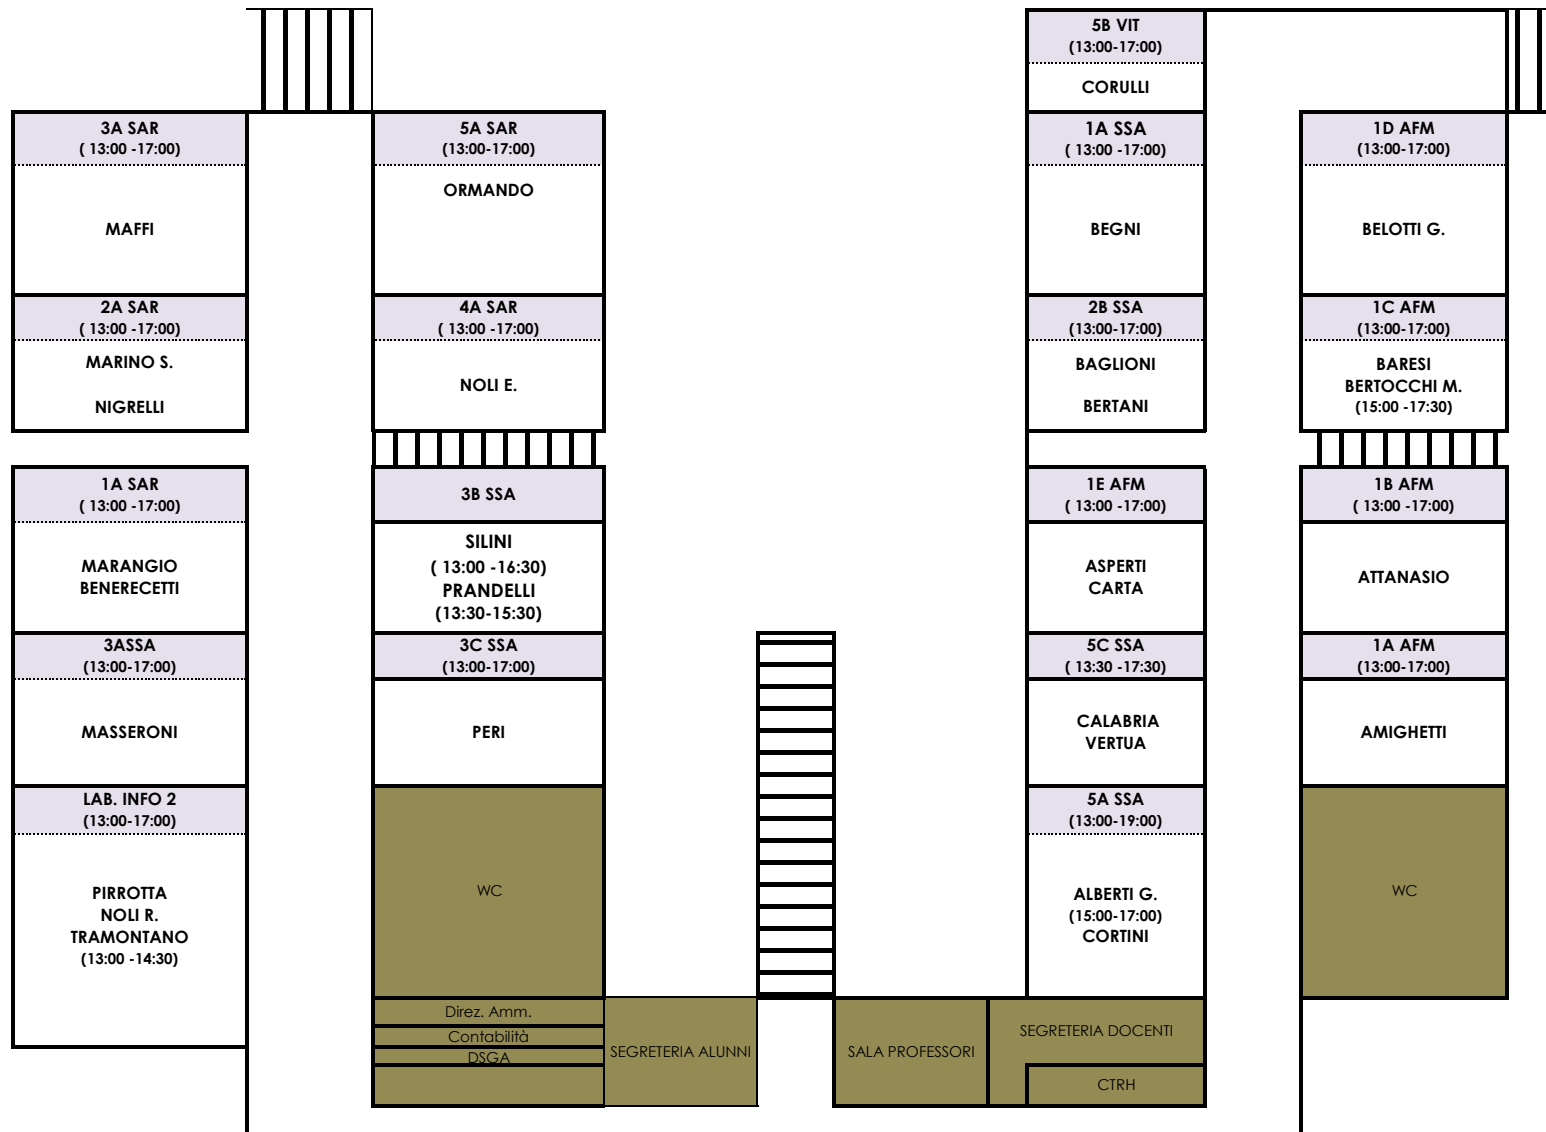 5B VIT
(13:00-17:00)
CORULLI
3A SAR
( 13:00 -17:00)
MAFFI
5A SAR
(13:00-17:00)
ORMANDO
1A SSA
( 13:00 -17:00)
BEGNI
1D AFM
(13:00-17:00)
BELOTTI G.
2A SAR
( 13:00 -17:00)
MARINO S.
NIGRELLI
4A SAR
( 13:00 -17:00)
NOLI E.
2B SSA
(13:00-17:00)
BAGLIONI
BERTANI
1C AFM
(13:00-17:00)
BARESI
BERTOCCHI M.
(15:00 -17:30)
1A SAR
( 13:00 -17:00)
MARANGIO
BENERECETTI
3B SSA
SILINI
( 13:00 -16:30)
PRANDELLI
(13:30-15:30)
1E AFM
( 13:00 -17:00)
ASPERTI
CARTA
1B AFM
( 13:00 -17:00)
ATTANASIO
3ASSA
(13:00-17:00)
MASSERONI
3C SSA
(13:00-17:00)
PERI
5C SSA
( 13:30 -17:30)
CALABRIA
VERTUA
1A AFM
(13:00-17:00)
AMIGHETTI
LAB. INFO 2
(13:00-17:00)
PIRROTTA
NOLI R.
TRAMONTANO
(13:00 -14:30)
WC
5A SSA
(13:00-19:00)
ALBERTI G.
(15:00-17:00)
CORTINI
WC
Direz. Amm.
Contabilità
DSGA
SEGRETERIA ALUNNI
SALA PROFESSORI
SEGRETERIA DOCENTI
CTRH